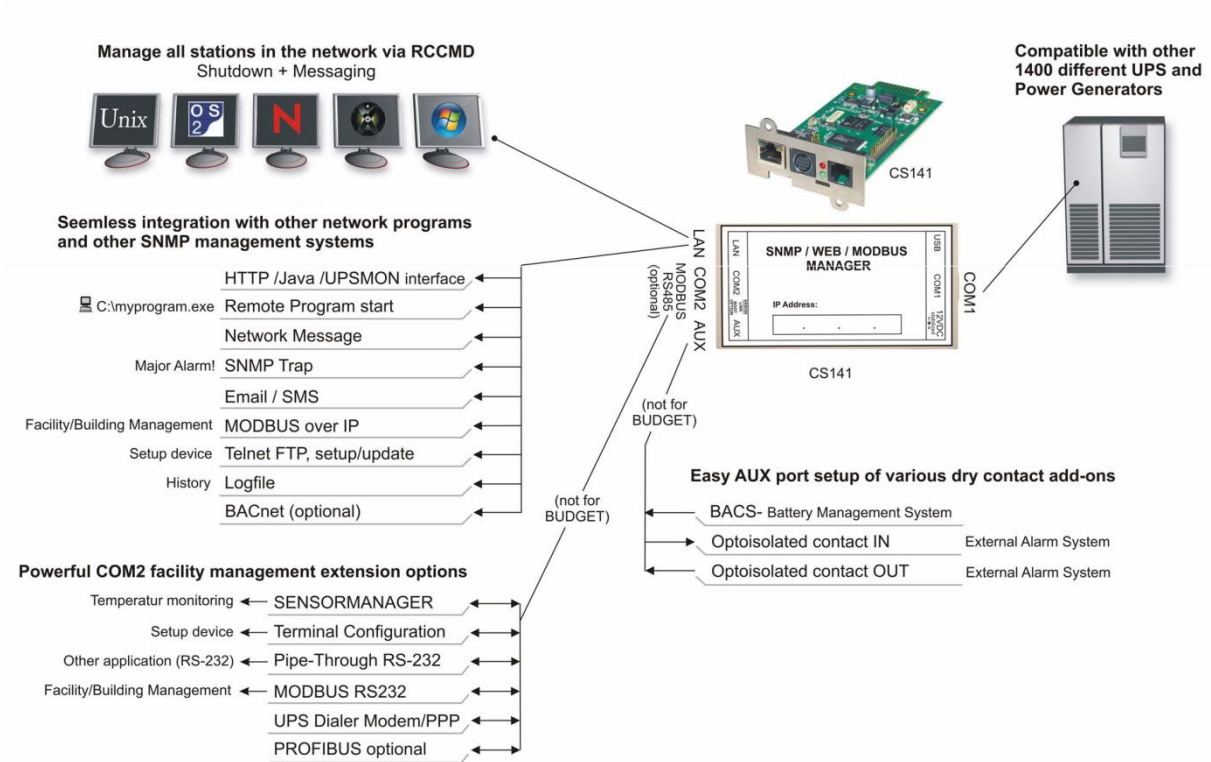 Manage all stations in the network via RCCMD
Shutdown + Messaging
Unix
OS
2
N
Compatible with other
1400 different UPS and
Power Generators
CS141
Seemless integration with other network programs
and other SNMP management systems
HTTP /Java /UPSMON interface
C:\myprogram.exe Remote Program start
Network Message
Major Alarm! SNMP Trap
Email / SMS
Facility/Building Management MODBUS over IP
Setup device Telnet FTP, setup/update
History Logfile
BACnet (optional)
LAN COM2 AUX
MODBUS
RS485
(optional)
LAN COM2 AUX
SNMP / WEB / MODBUS
MANAGER
IP Address:
. . .
USB COM1 12VDC
COM1
CS141
(not for
BUDGET)
(not for
BUDGET)
Easy AUX port setup of various dry contact add-ons
BACS- Battery Management System
Optoisolated contact IN External Alarm System
Optoisolated contact OUT External Alarm System
Powerful COM2 facility management extension options
Temperatur monitoring SENSORMANAGER
Setup device Terminal Configuration
Other application (RS-232) Pipe-Through RS-232
Facility/Building Management MODBUS RS232
UPS Dialer Modem/PPP
PROFIBUS optional